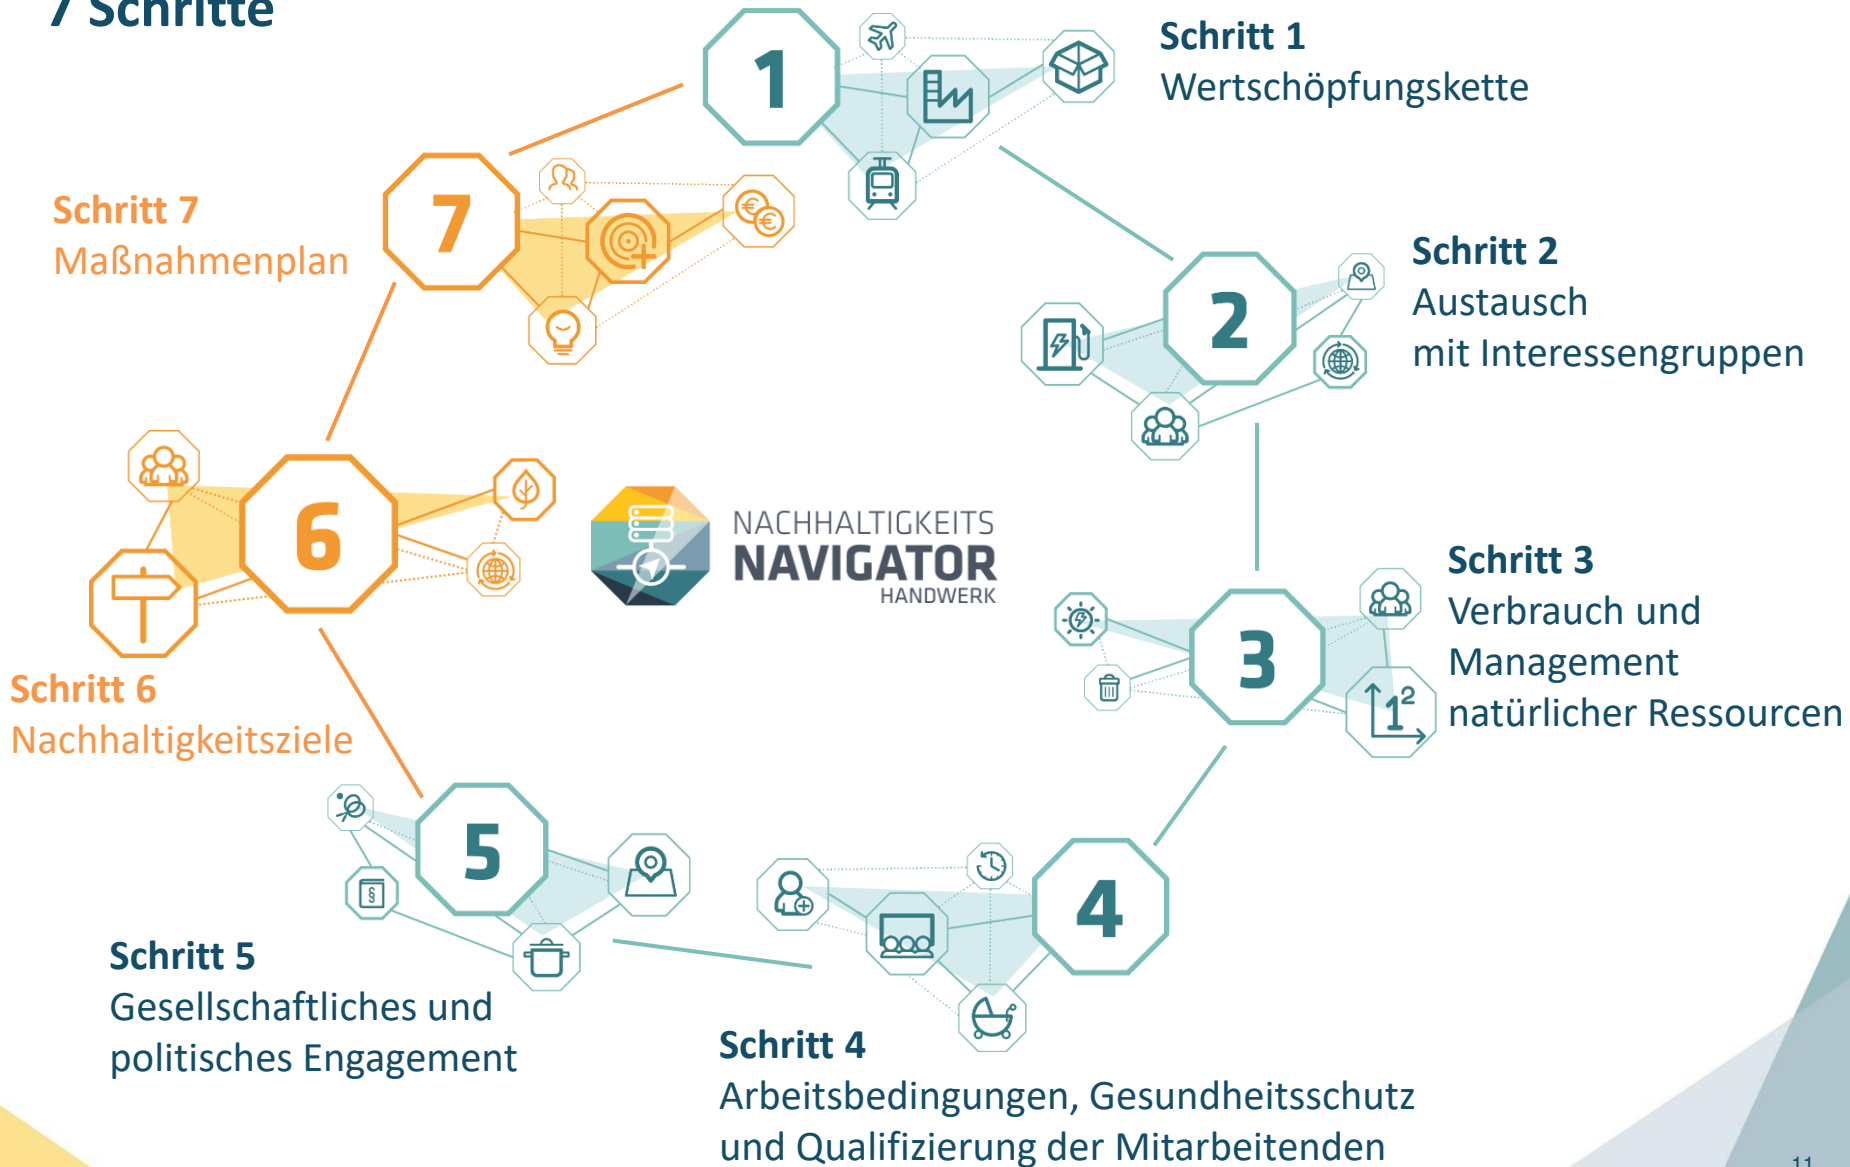 7 Schritte
1
Schritt 1
Wertschöpfungskette
2
Schritt 2
Austausch
mit Interessengruppen
3
Schritt 3
Verbrauch und
Management
natürlicher Ressourcen
1²
4
Schritt 4
Arbeitsbedingungen, Gesundheitsschutz
und Qualifizierung der Mitarbeitenden
5
§
Schritt 5
Gesellschaftliches und
politisches Engagement
6
Schritt 6
Nachhaltigkeitsziele
7
€
€
Schritt 7
Maßnahmenplan
NACHHALTIGKEITS
NAVIGATOR
HANDWERK
11